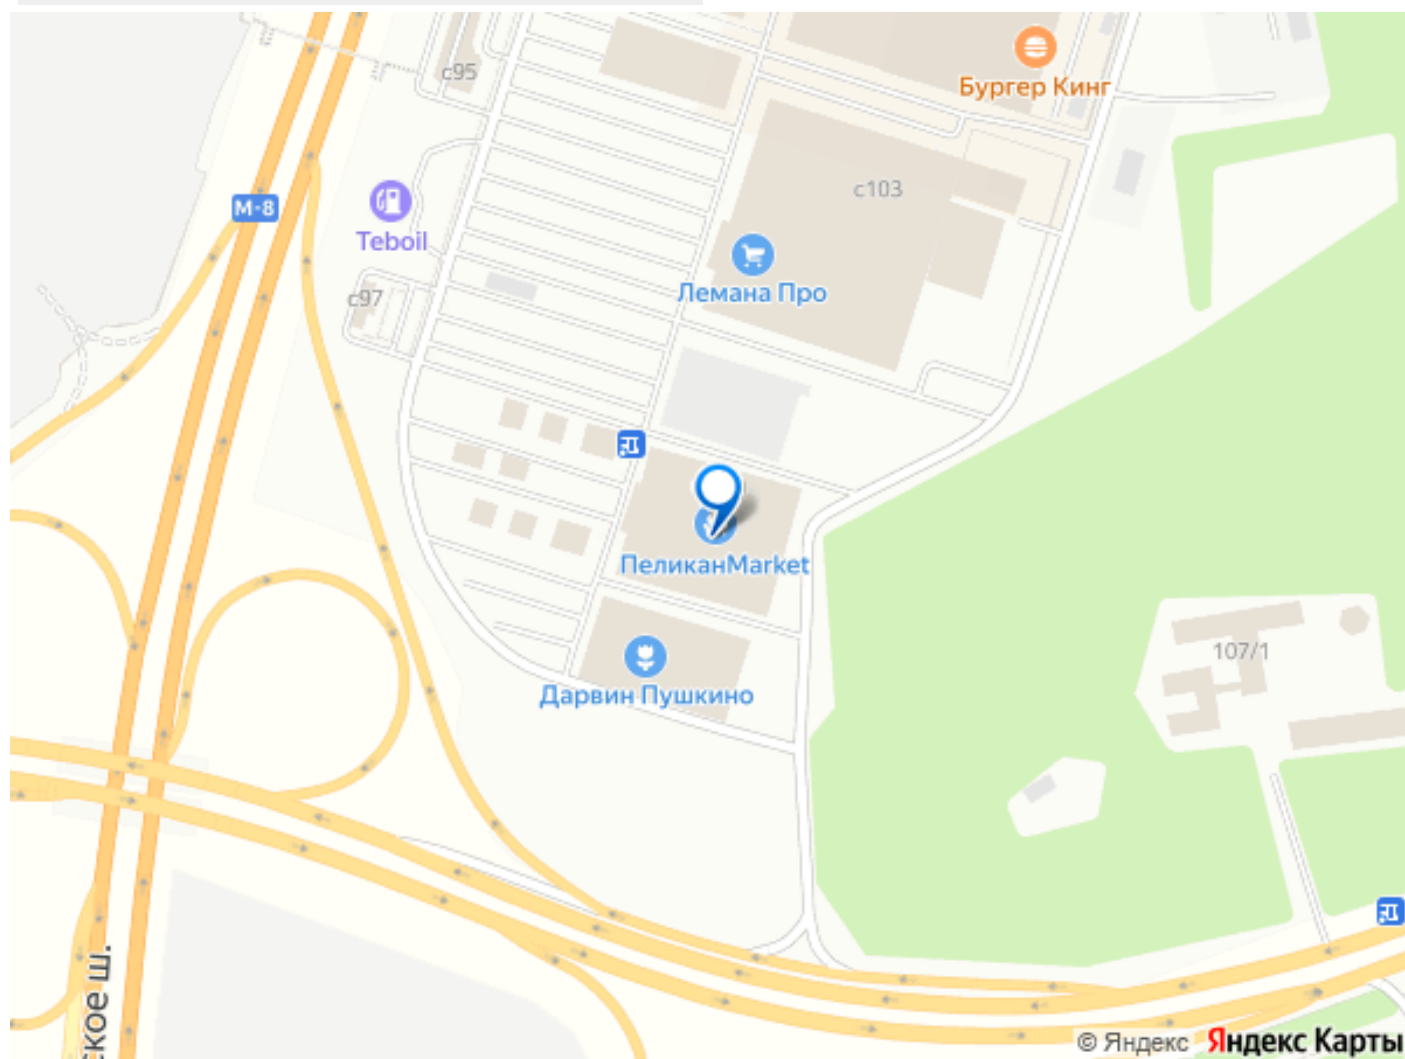 Бургер Кинг
с95
с103
М-8
Teboil
Лемана Про
с97
ПеликанMarket
107/1
Дарвин Пушкино
ское ш.
© Яндекс Яндекс Карты